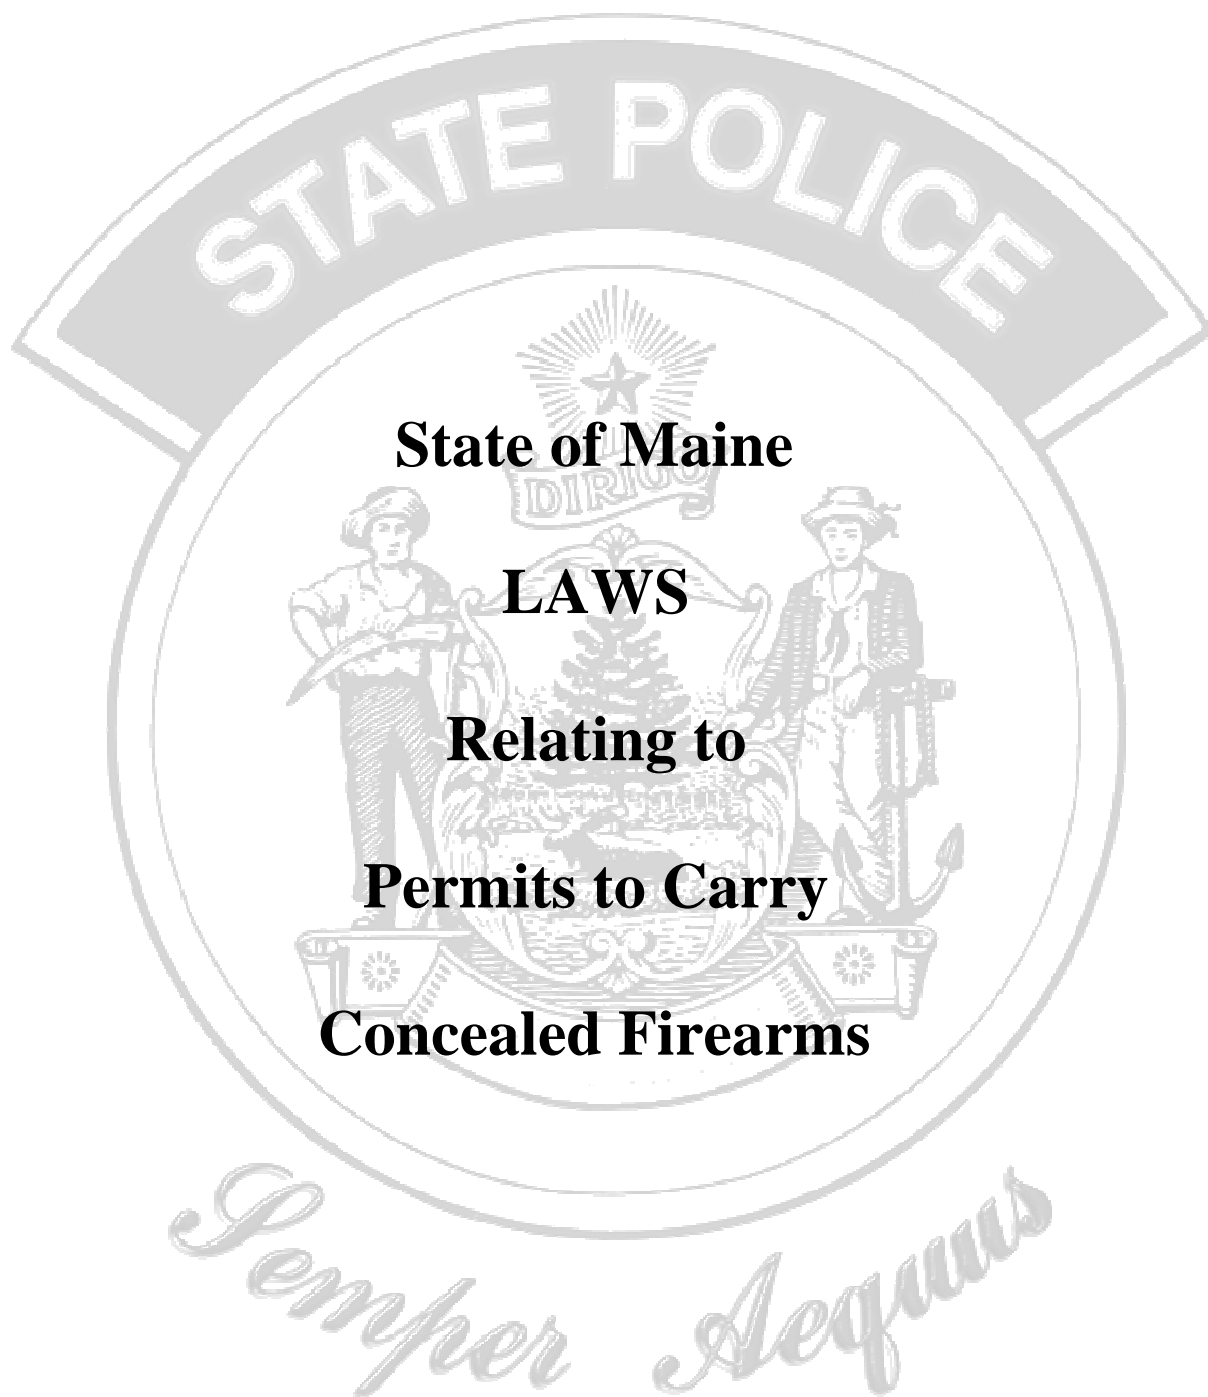 STATE POLICE
State of Maine
DIRIGO
LAWS
Relating to
Permits to Carry
Concealed Firearms
Semper Aequus